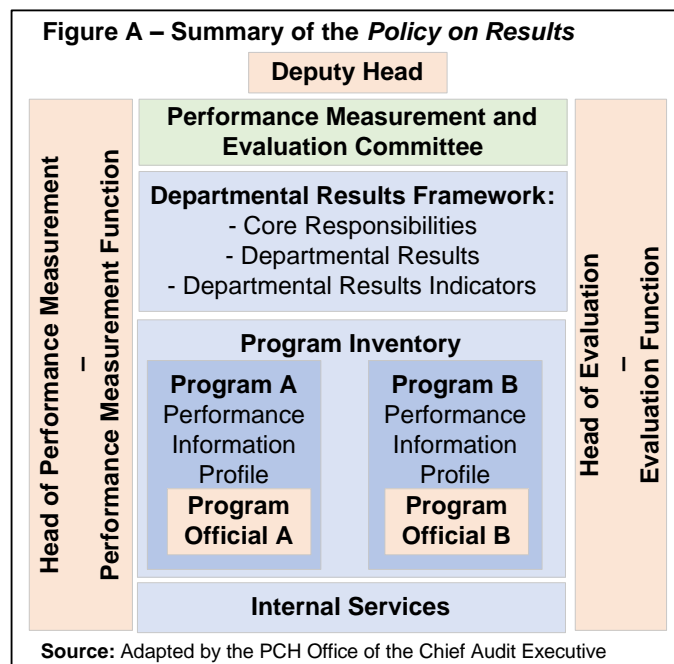 Figure A – Summary of the Policy on Results
Deputy Head
Head of Performance Measurement
–
Performance Measurement Function
Performance Measurement and
Evaluation Committee
Departmental Results Framework:
- Core Responsibilities
- Departmental Results
- Departmental Results Indicators
Program Inventory
Program A
Performance
Information
Profile
Program
Official A
Program B
Performance
Information
Profile
Program
Official B
Internal Services
Head of Evaluation
–
Evaluation Function
Source: Adapted by the PCH Office of the Chief Audit Executive